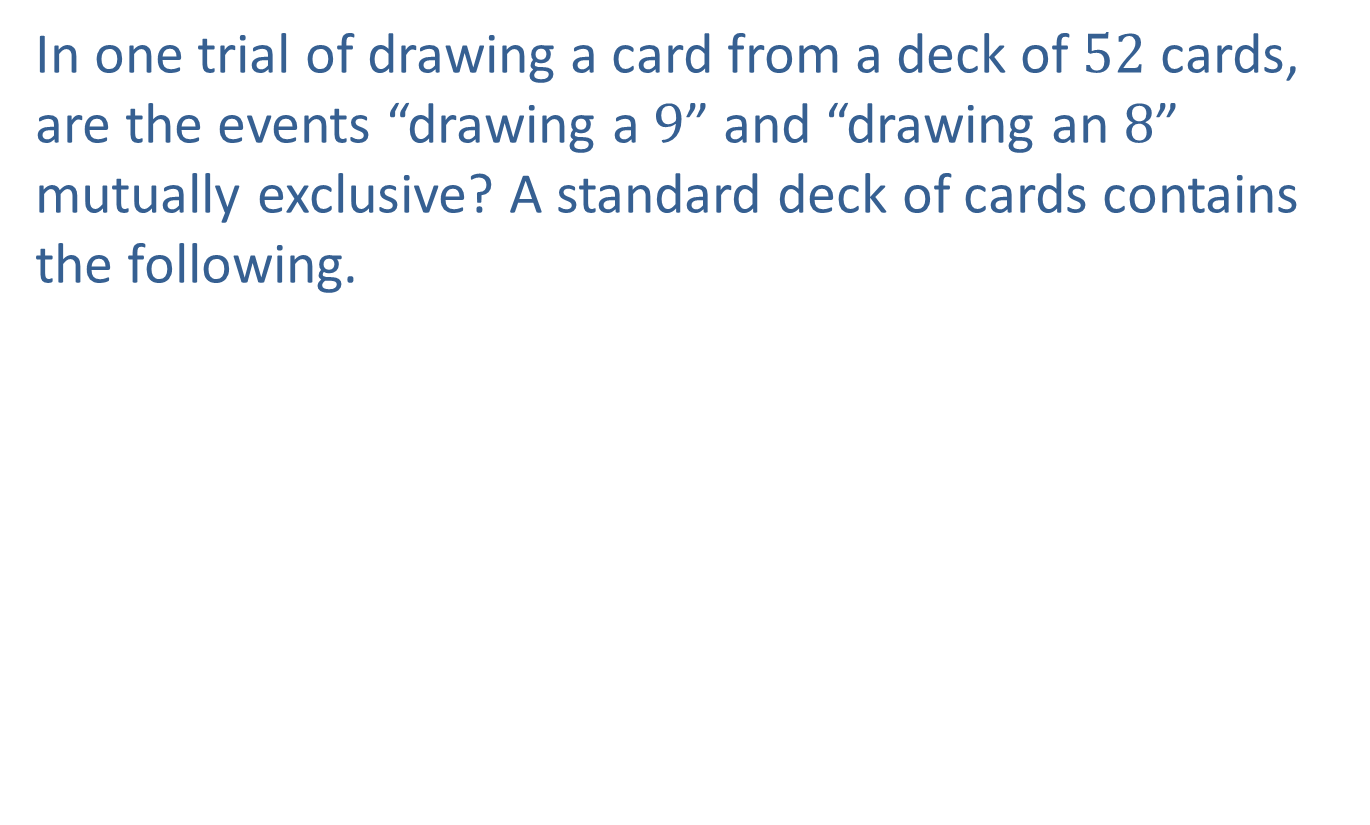 In one trial of drawing a card from a deck of 52 cards,
are the events “drawing a 9” and “drawing an 8”
mutually exclusive? A standard deck of cards contains
the following.